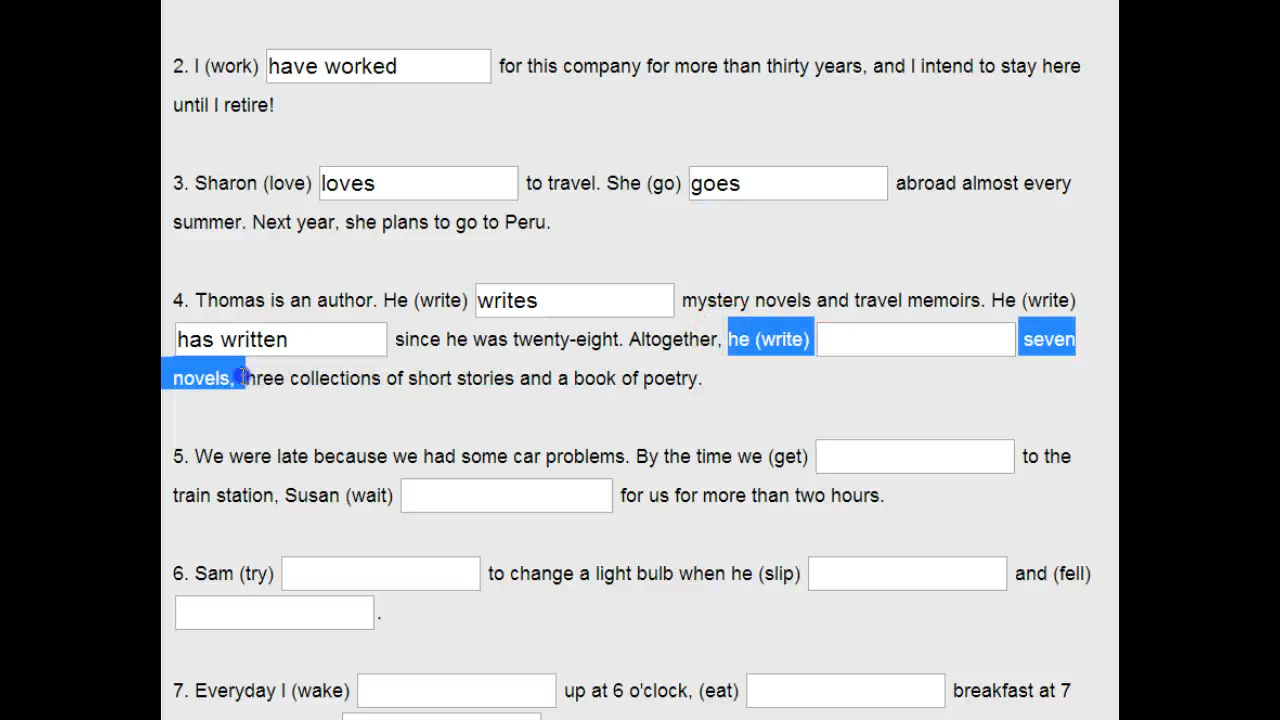 2. I (work) have worked for this company for more than thirty years, and I intend to stay here
until I retire!
3. Sharon (love) loves to travel. She (go) goes abroad almost every
summer. Next year, she plans to go to Peru.
4. Thomas is an author. He (write) writes mystery novels and travel memoirs. He (write)
has written since he was twenty-eight. Altogether, he (write) seven
novels, three collections of short stories and a book of poetry.
5. We were late because we had some car problems. By the time we (get) to the
train station, Susan (wait) for us for more than two hours.
6. Sam (try) to change a light bulb when he (slip) and (fell)
.
7. Everyday I (wake) up at 6 o'clock, (eat) breakfast at 7